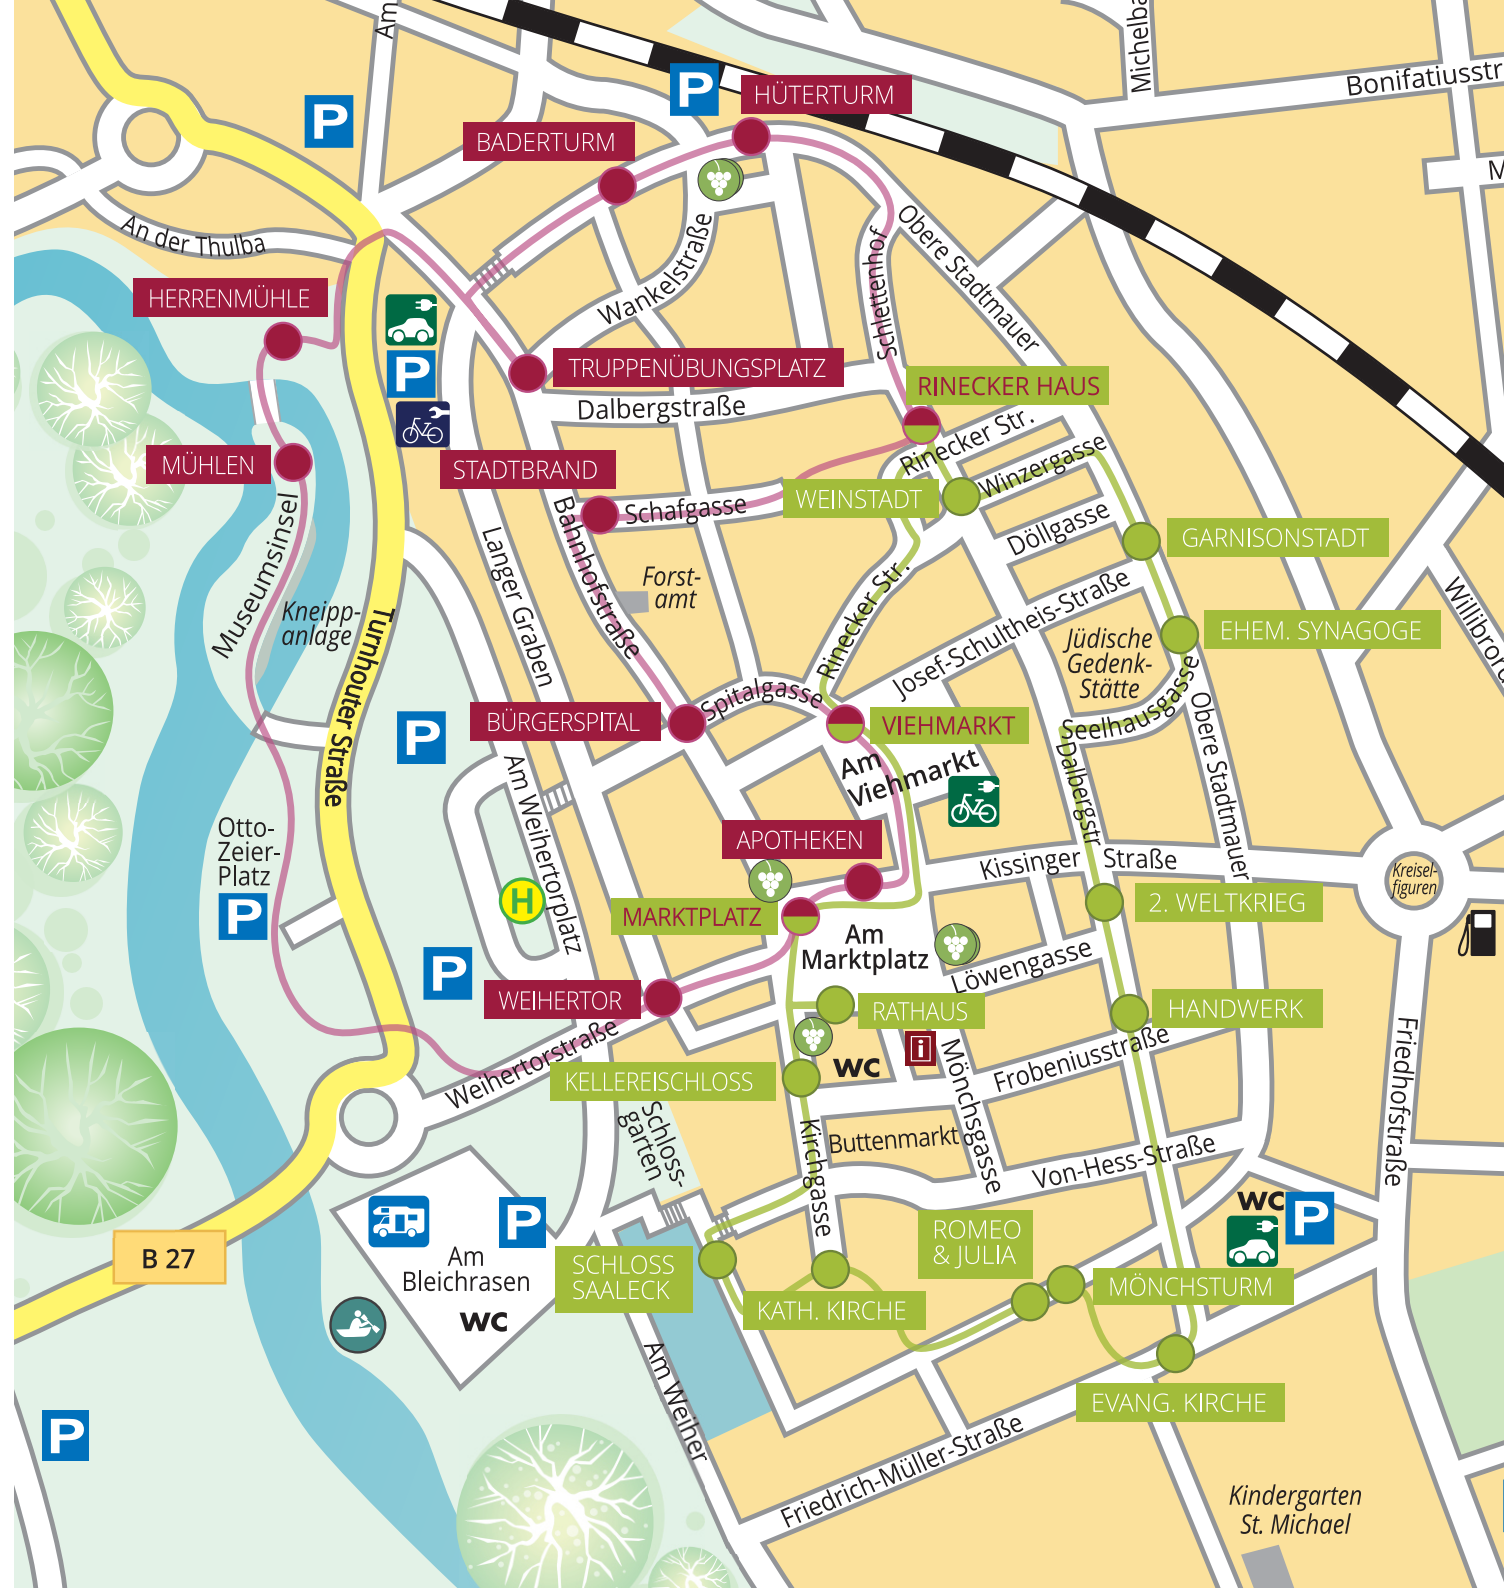 Am
Michelba
Bonifatiusstr
P
HÜTERTURM
P
BADERTURM
M
An der Thulba
Wankelstraße
Schlettenhof
Obere Stadtmauer
HERRENMÜHLE
P
TRUPPENÜBUNGSPLATZ
RINECKER HAUS
Dalbergstraße
Rinecker Str.
MÜHLEN
STADTBRAND
Winzergasse
WEINSTADT
Schafgasse
Döllgasse
GARNISONSTADT
Museumsinsel
Langer Graben
Bahnhofstraße
Forst-
amt
Kneipp-
anlage
Turnhouter Straße
Rinecker Str.
Josef-Schultheis-Straße
Jüdische
Gedenk-
Stätte
EHEM. SYNAGOGE
Willibrord
Spitalgasse
Seelhausgasse
BÜRGERSPITAL
VIEHMARKT
P
Am
Viehmarkt
Am Weihertorplatz
Dalbergstr
Obere Stadtmauer
Otto-
Zeier-
Platz
P
APOTHEKEN
Kissinger Straße
Kreisel-
figuren
H
MARKTPLATZ
2. WELTKRIEG
Am
Marktplatz
P
Löwengasse
WEIHERTOR
RATHAUS
HANDWERK
i
Weihertorstraße
KELLEREISCHLOSS
WC
Mönchsgasse
Frobeniusstraße
Friedhofstraße
Schloss-
garten
Kirchgasse
Buttenmarkt
Von-Hess-Straße
P
WC
P
B 27
Am
Bleichrasen
WC
SCHLOSS
SAALECK
ROMEO
& JULIA
MÖNCHSTURM
KATH. KIRCHE
Am Weiher
EVANG. KIRCHE
P
Friedrich-Müller-Straße
Kindergarten
St. Michael